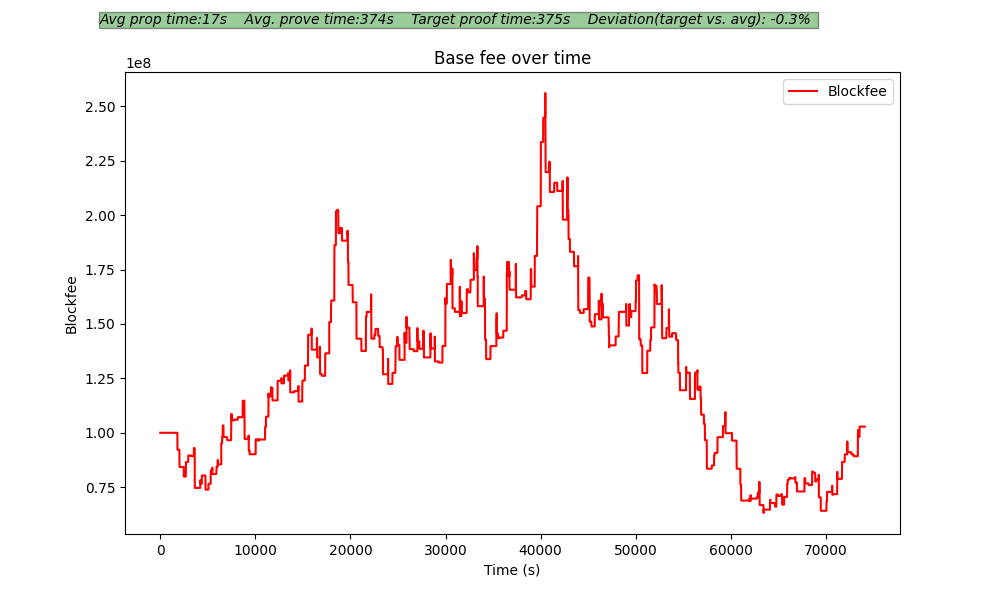 Avg prop time:17s    Avg. prove time:374s    Target proof time:375s    Deviation(target vs. avg): -0.3%
Base fee over time
1e8
Blockfee
2.50
2.25
2.00
1.75
1.50
1.25
1.00
0.75
Blockfee
0 10000 20000 30000 40000 50000 60000 70000
Time (s)